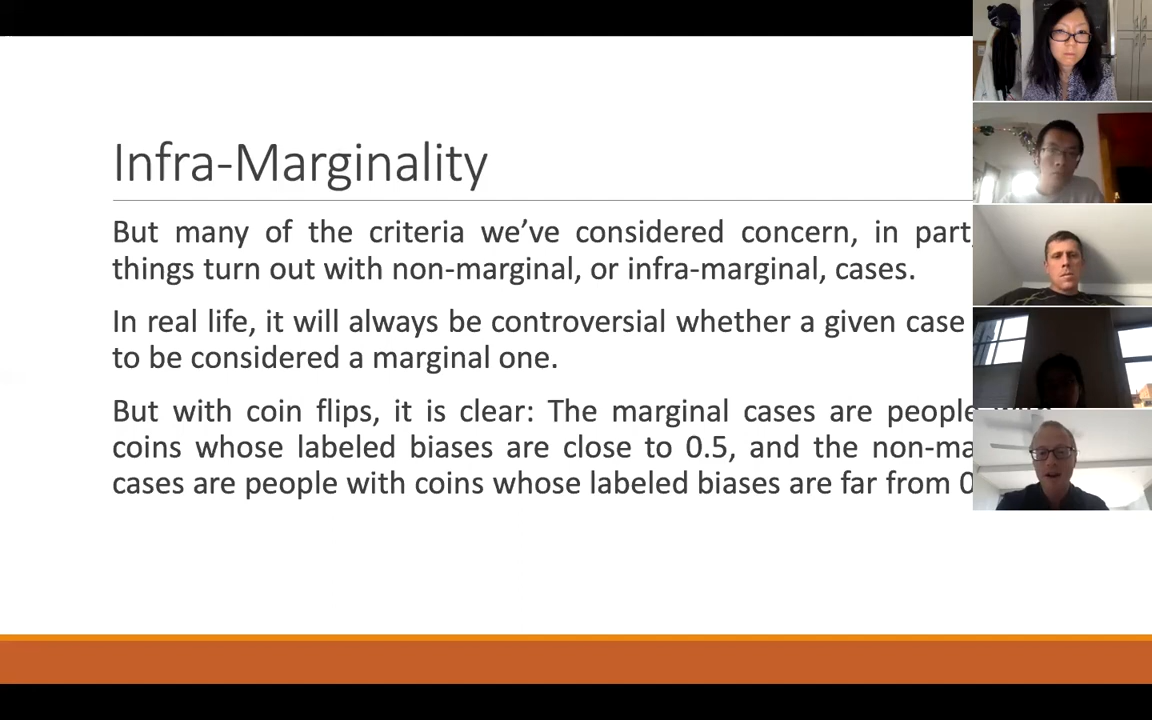 Infra-Marginality
But many of the criteria we’ve considered concern, in part,
things turn out with non-marginal, or infra-marginal, cases.
In real life, it will always be controversial whether a given case
to be considered a marginal one.
But with coin flips, it is clear: The marginal cases are people with
coins whose labeled biases are close to 0.5, and the
cases are people with coins whose labeled biases are far from